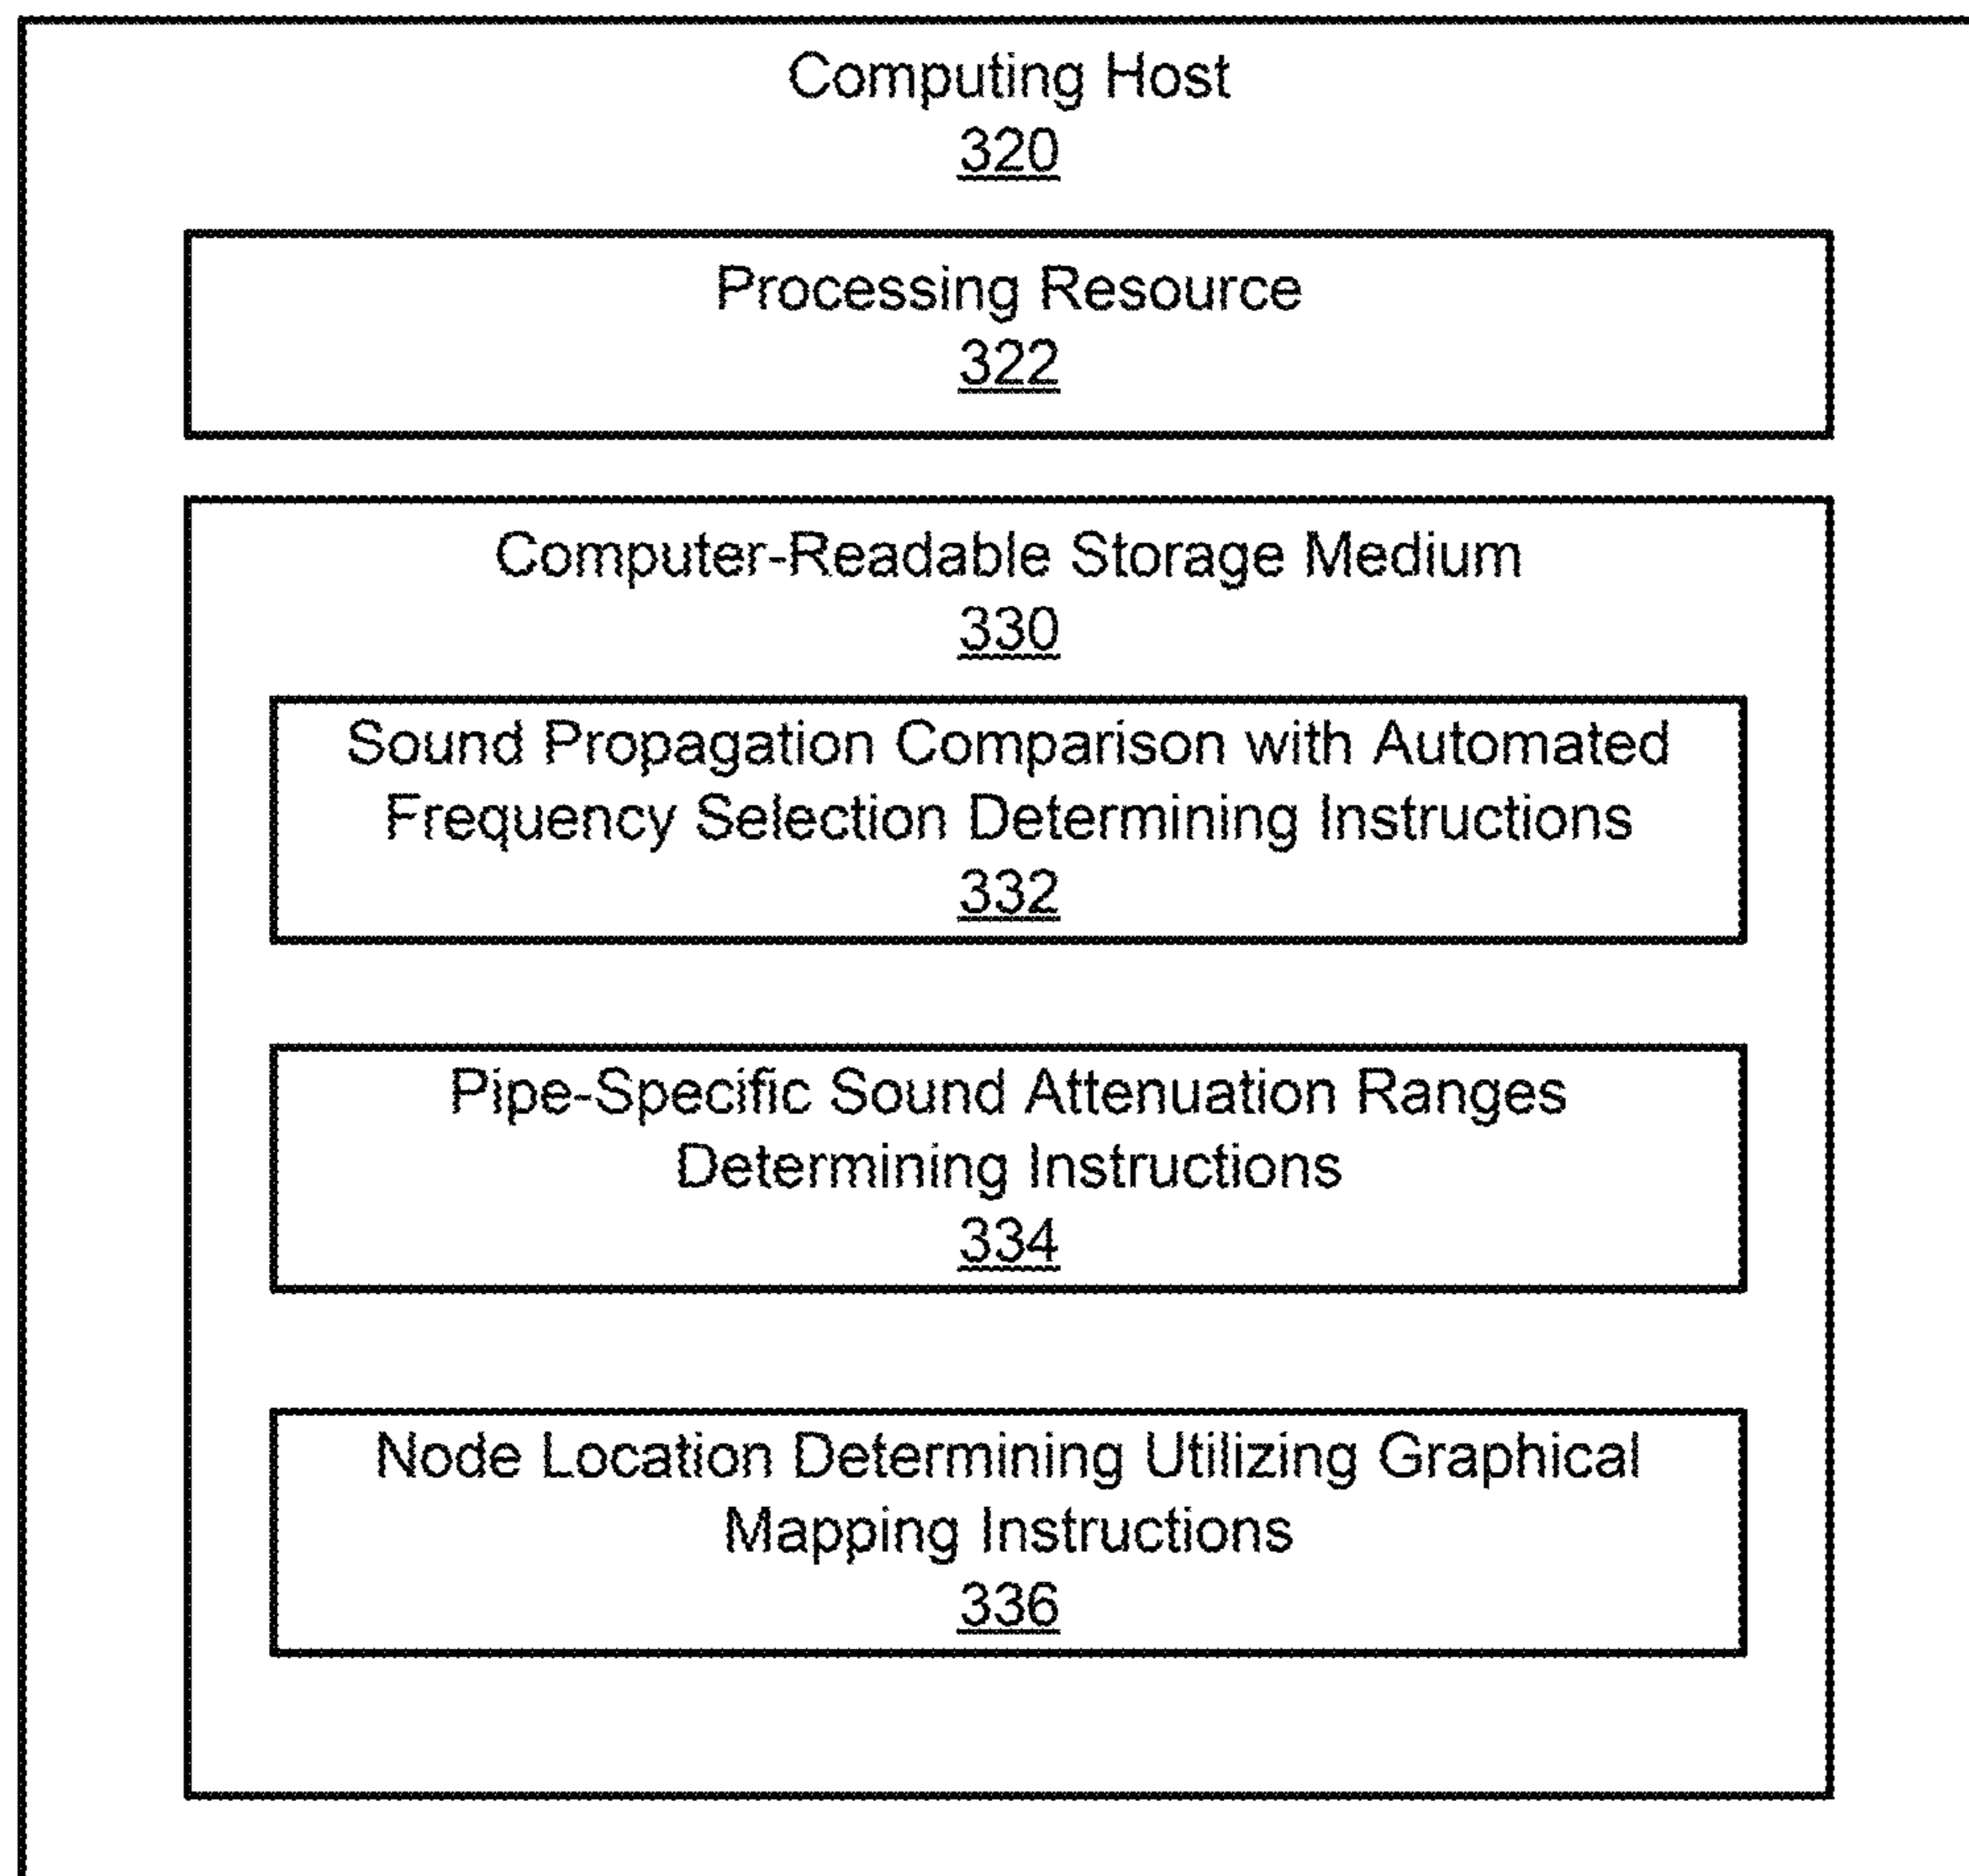 Computing Host
320
Processing Resource
322
Computer-Readable Storage Medium
330
Sound Propagation Comparison with Automated
Frequency Selection Determining Instructions
332
Pipe-Specific Sound Attenuation Ranges
Determining Instructions
334
Node Location Determining Utilizing Graphical
Mapping Instructions
336